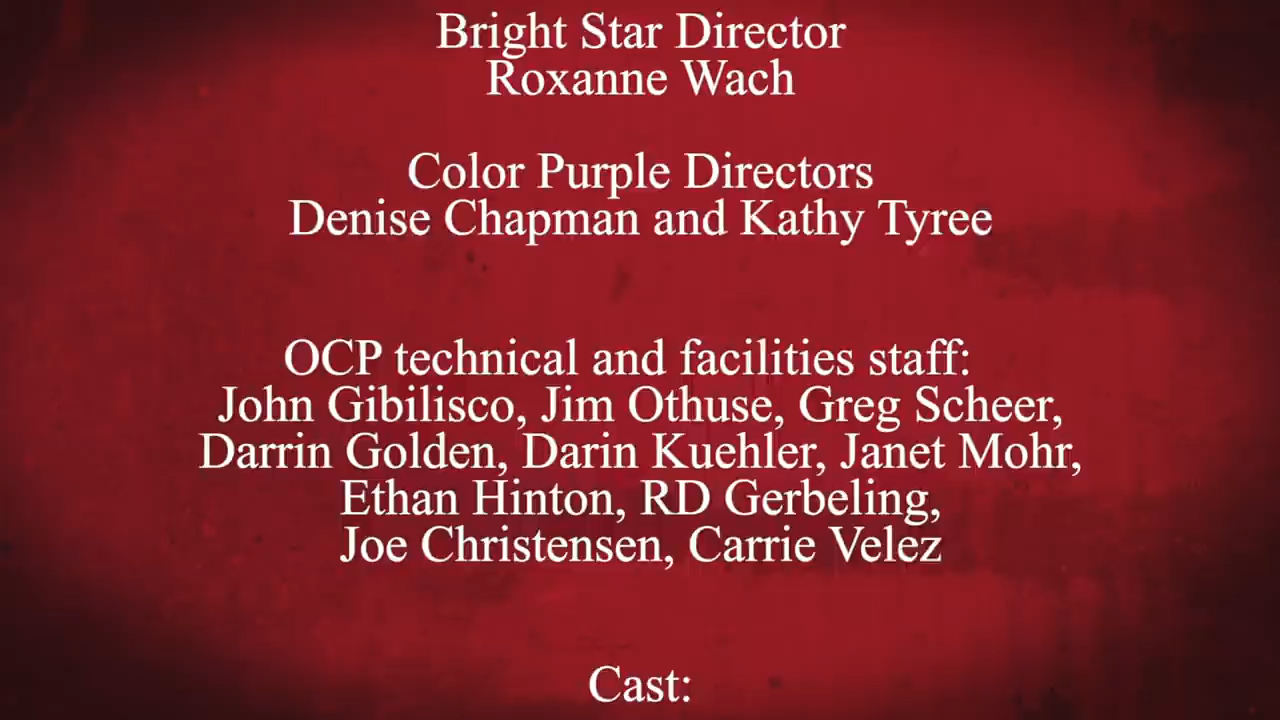 Bright Star Director
Roxanne Wach
Color Purple Directors
Denise Chapman and Kathy Tyree
OCP technical and facilities staff:
John Gibilisco, Jim Othuse, Greg Scheer,
Darrin Golden, Darin Kuehler, Janet Mohr,
Ethan Hinton, RD Gerbeling,
Joe Christensen, Carrie Velez
Cast: